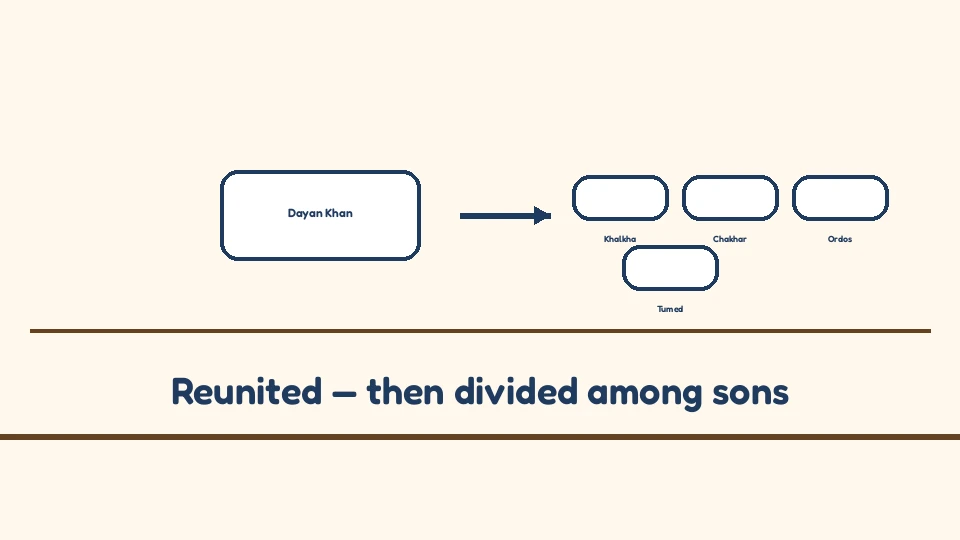 Dayan Khan
Khalkha
Chakhar
Ordos
Tumed
Reunited — then divided among sons